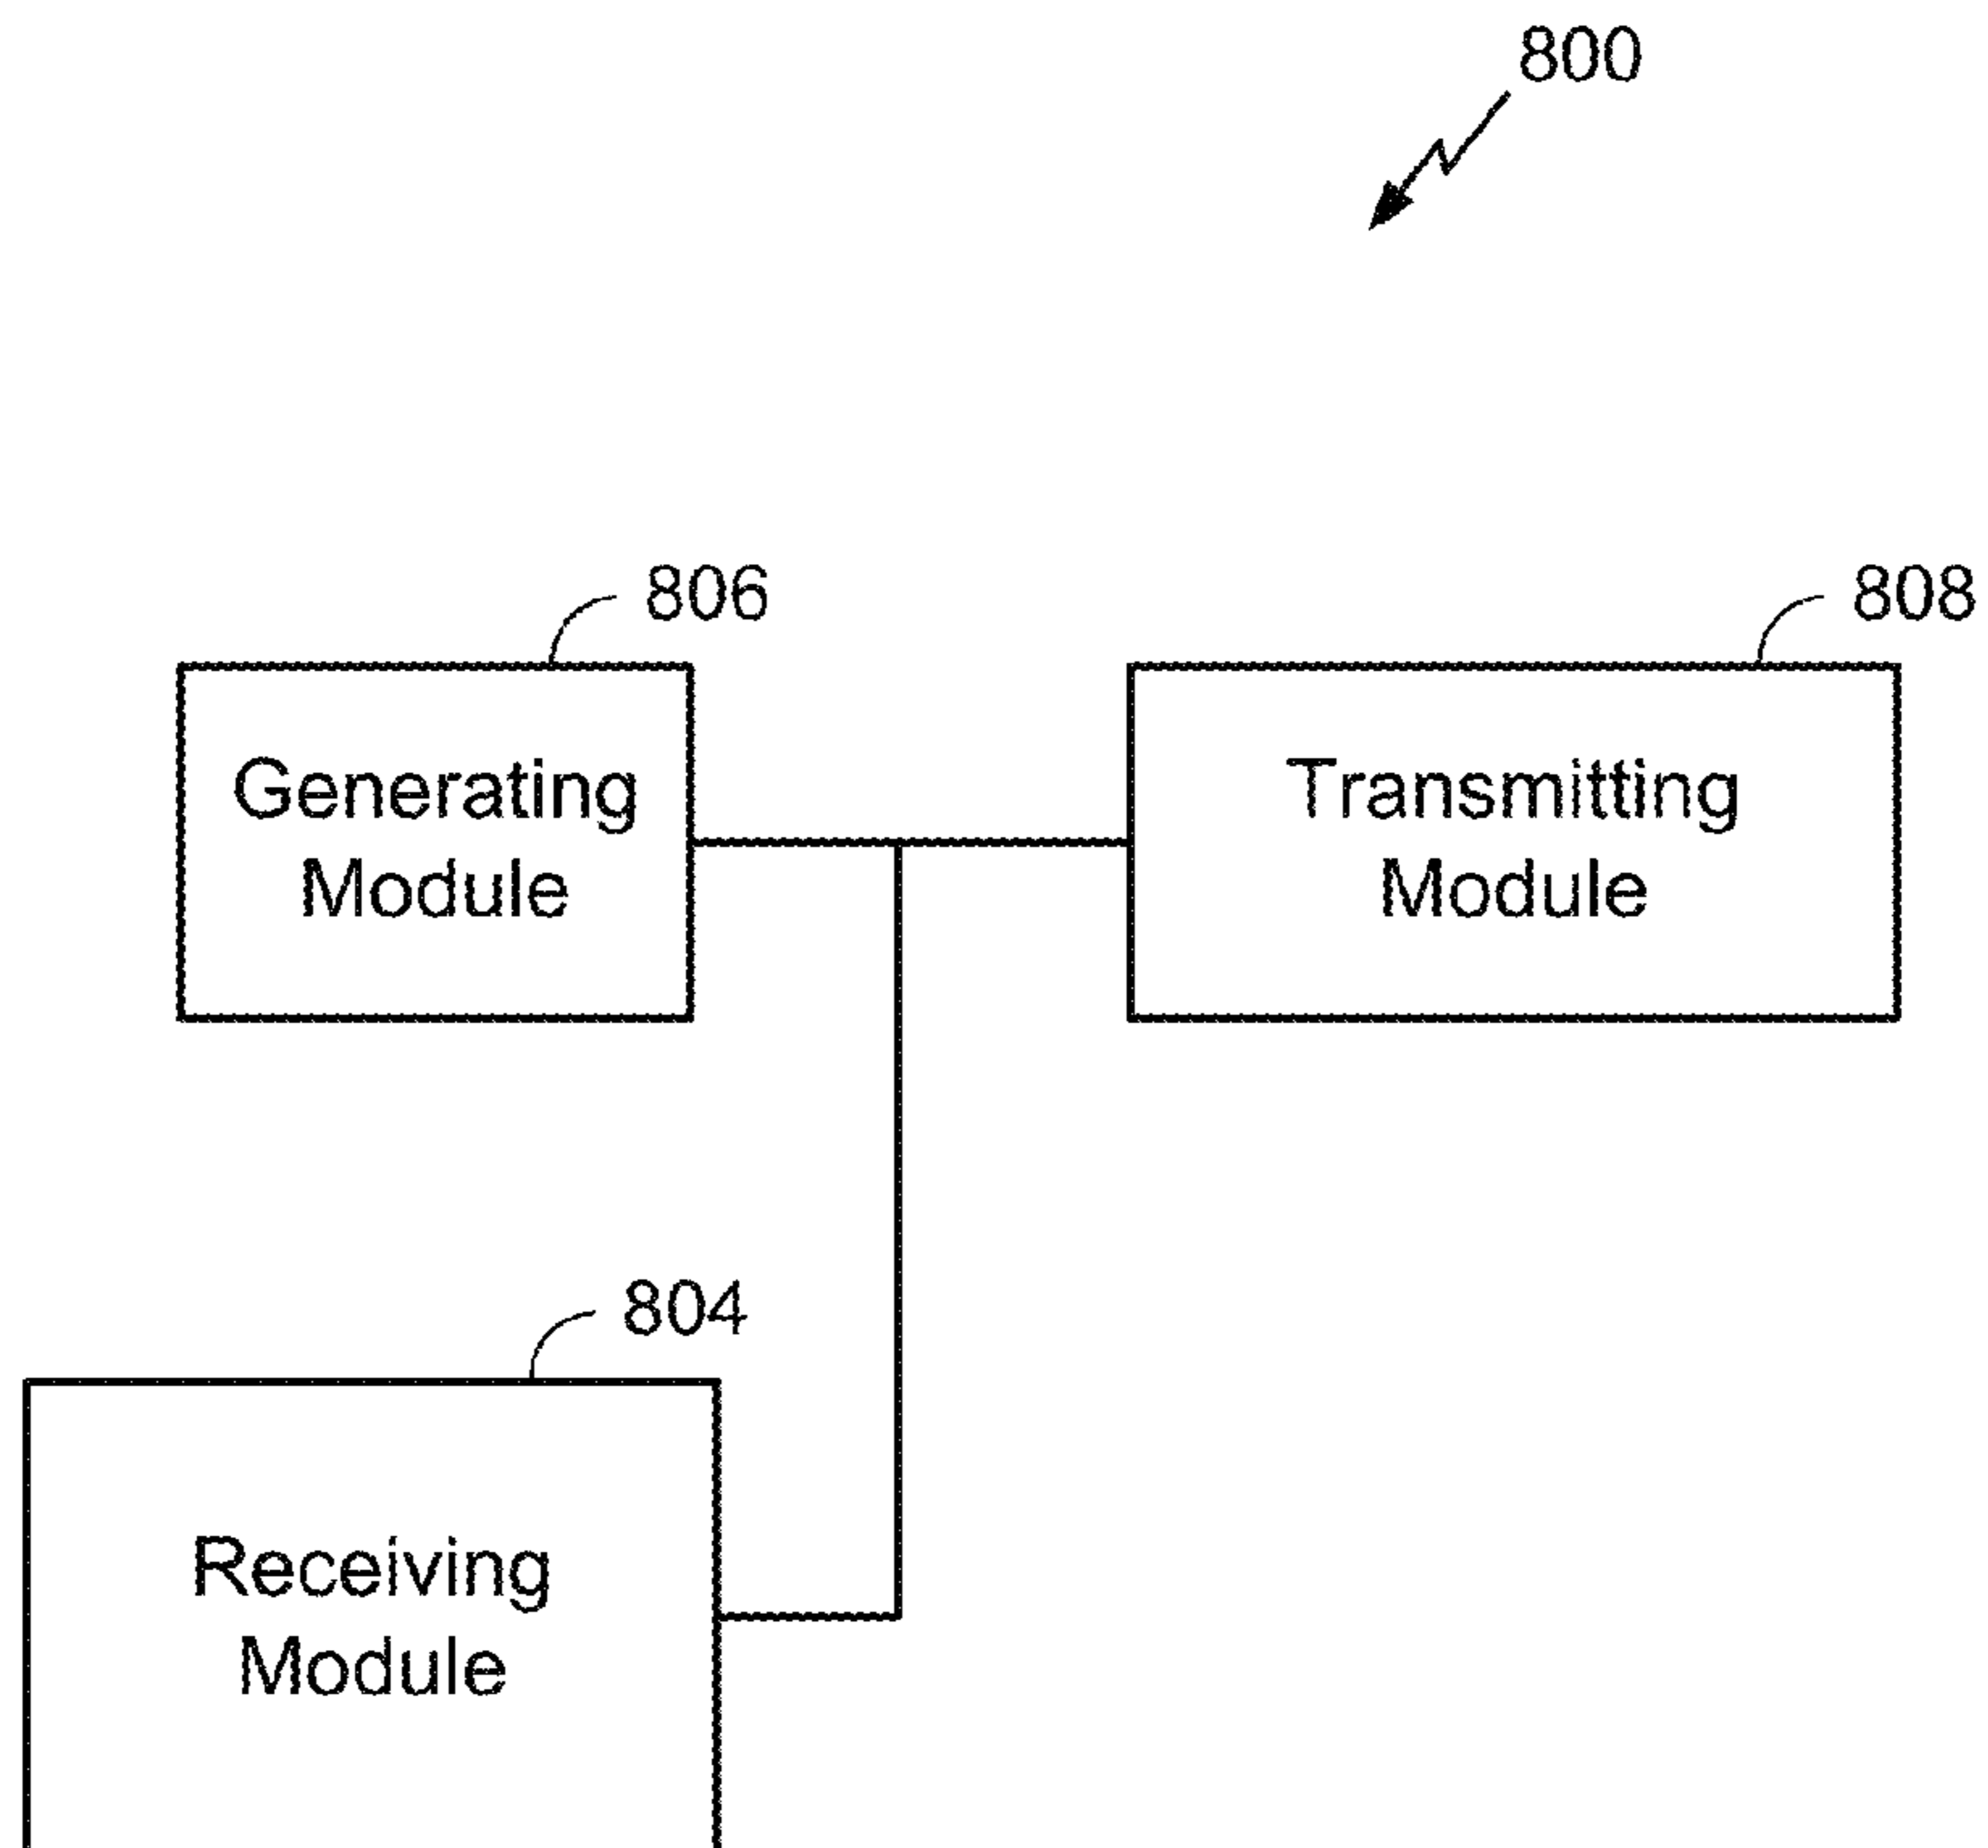 800
806
808
Generating
Module
Transmitting
Module
804
Receiving
Module